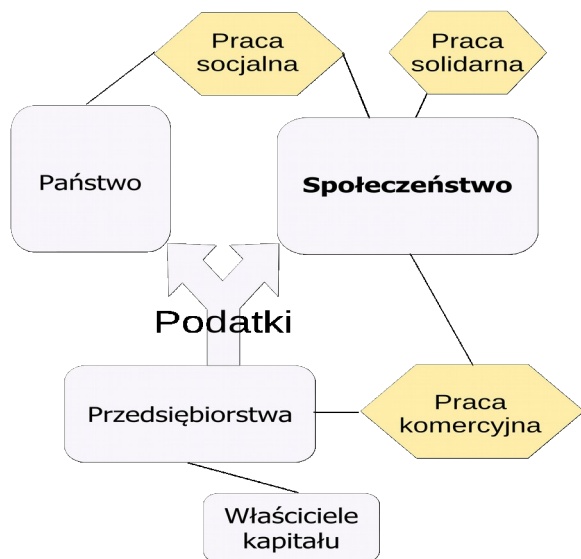 Praca
socjalna
Praca
solidarna
Państwo
Społeczeństwo
Podatki
Przedsiębiorstwa
Praca
komercyjna
Właściciele
kapitału